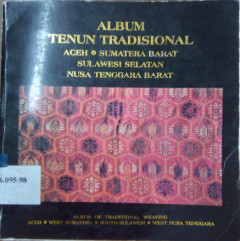 ALBUM
TENUN TRADISIONAL
ACEH ● SUMATERA BARAT
SULAWESI SELATAN
NUSA TENGGARA BARAT
.095 98
ALBUM OF TRADITIONAL WEAVING
ACEH ● WEST SUMATERA ● SOUTH SULAWESI ● WEST NUSA TENGGARA